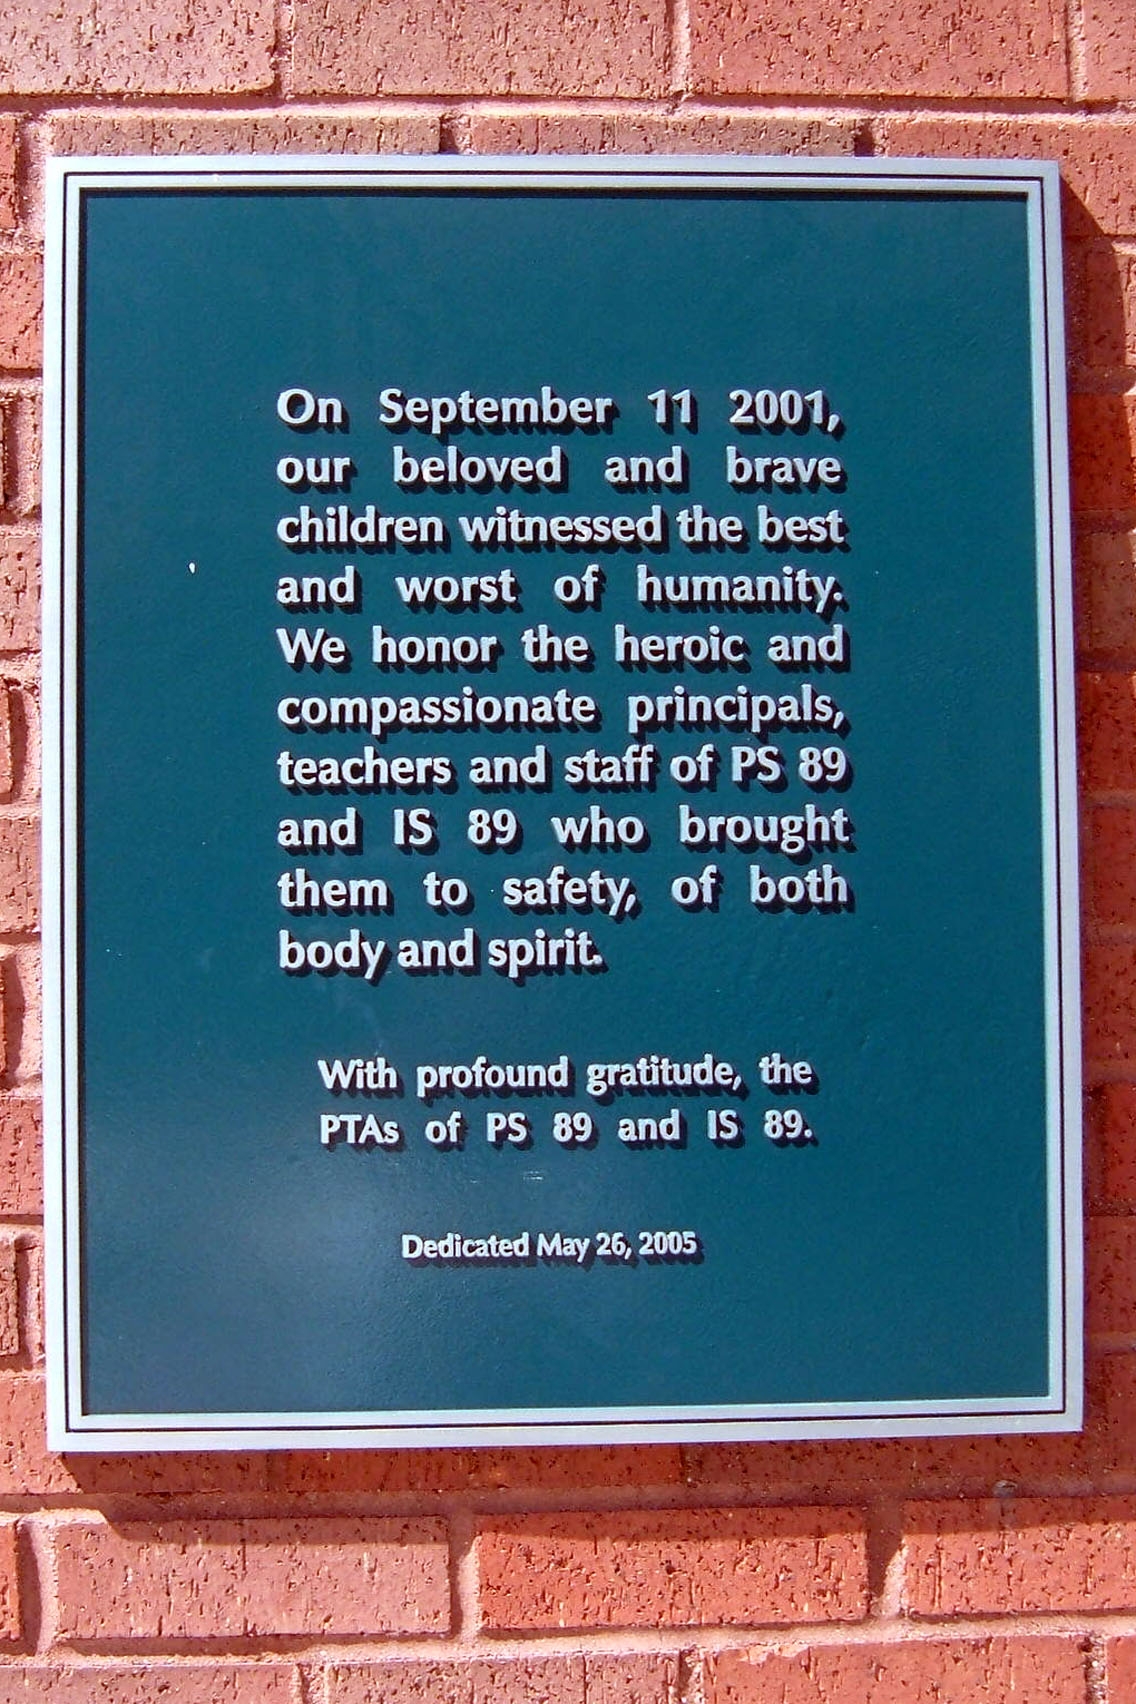 On September 11 2001,
our beloved and brave
children witnessed the best
and worst of humanity.
We honor the heroic and
compassionate principals,
teachers and staff of PS 89
and IS 89 who brought
them to safety, of both
body and spirit.
With profound gratitude, the
PTAs of PS 89 and IS 89.
Dedicated May 26, 2005